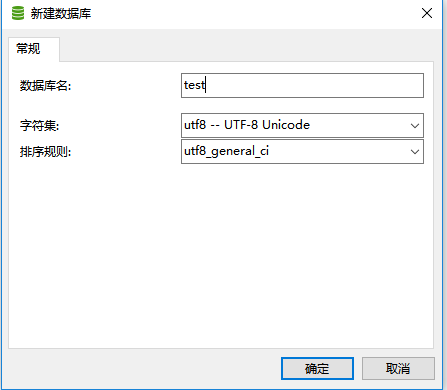 新建数据库
常规
数据库名: test
字符集: utf8 -- UTF-8 Unicode
排序规则: utf8_general_ci
确定 取消